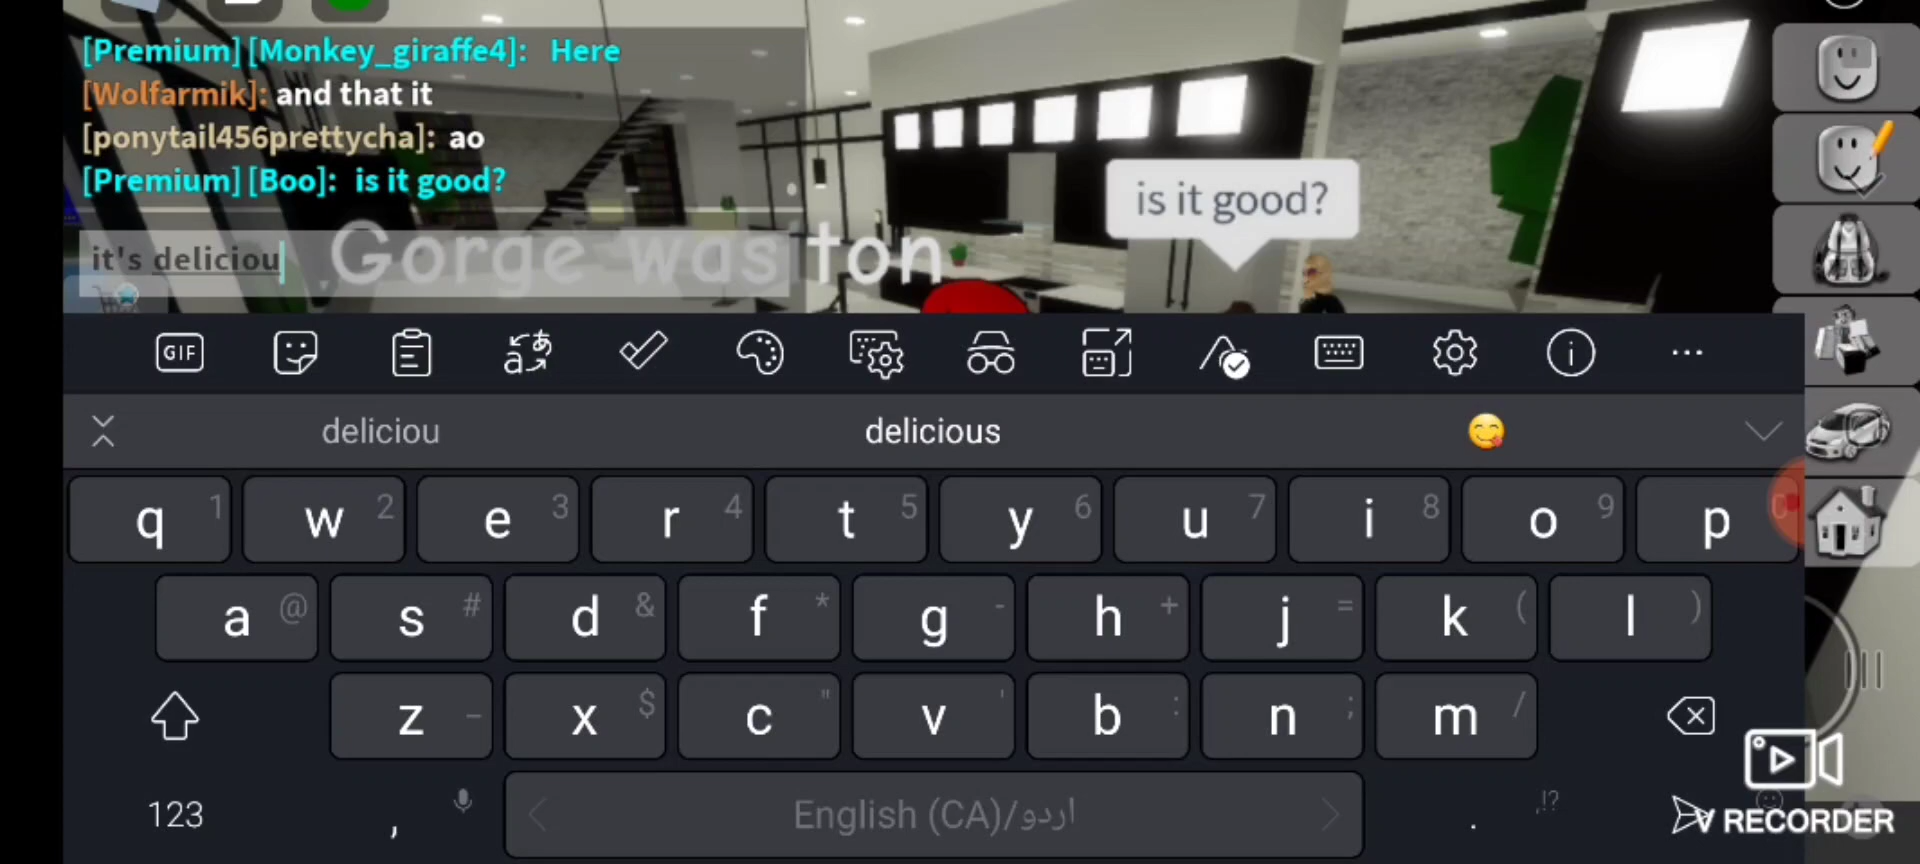 [Premium] [Monkey_giraffe4]: Here
[Wolfarmik]: and that it
[ponytail456prettycha]: ao
[Premium] [Boo]: is it good?
is it good?
it's deliciou
Gorge was ton
GIF
deliciou delicious 😋
q 1 w 2 e 3 r 4 t 5 y 6 u 7 i 8 o 9 p
a @ s # d & f * g - h + j = k ( l )
z _ x $ c " v ' b : n ; m /
123 , English (CA)/اردو . ,!?
V RECORDER